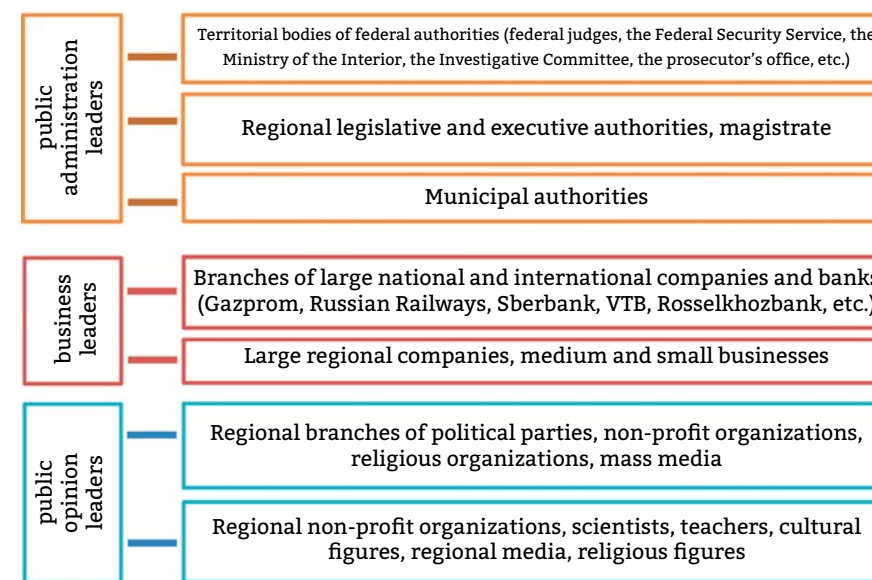 public
administration
leaders
Territorial bodies of federal authorities (federal judges, the Federal Security Service, the
Ministry of the Interior, the Investigative Committee, the prosecutor’s office, etc.)
Regional legislative and executive authorities, magistrate
Municipal authorities
business
leaders
Branches of large national and international companies and banks
(Gazprom, Russian Railways, Sberbank, VTB, Rosselkhozbank, etc.)
Large regional companies, medium and small businesses
public
opinion
leaders
Regional branches of political parties, non-profit organizations,
religious organizations, mass media
Regional non-profit organizations, scientists, teachers, cultural
figures, regional media, religious figures